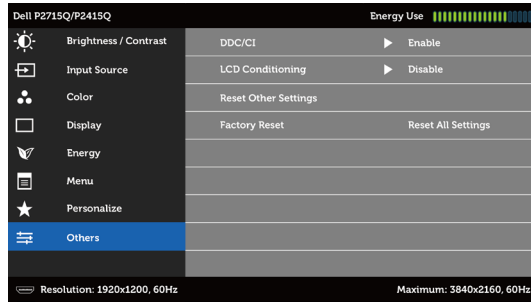 Dell P2715Q/P2415Q Energy Use
Brightness / Contrast DDC/CI Enable
Input Source LCD Conditioning Disable
Color Reset Other Settings
Display Factory Reset Reset All Settings
Energy
Menu
Personalize
Others
Resolution: 1920x1200, 60Hz Maximum: 3840x2160, 60Hz